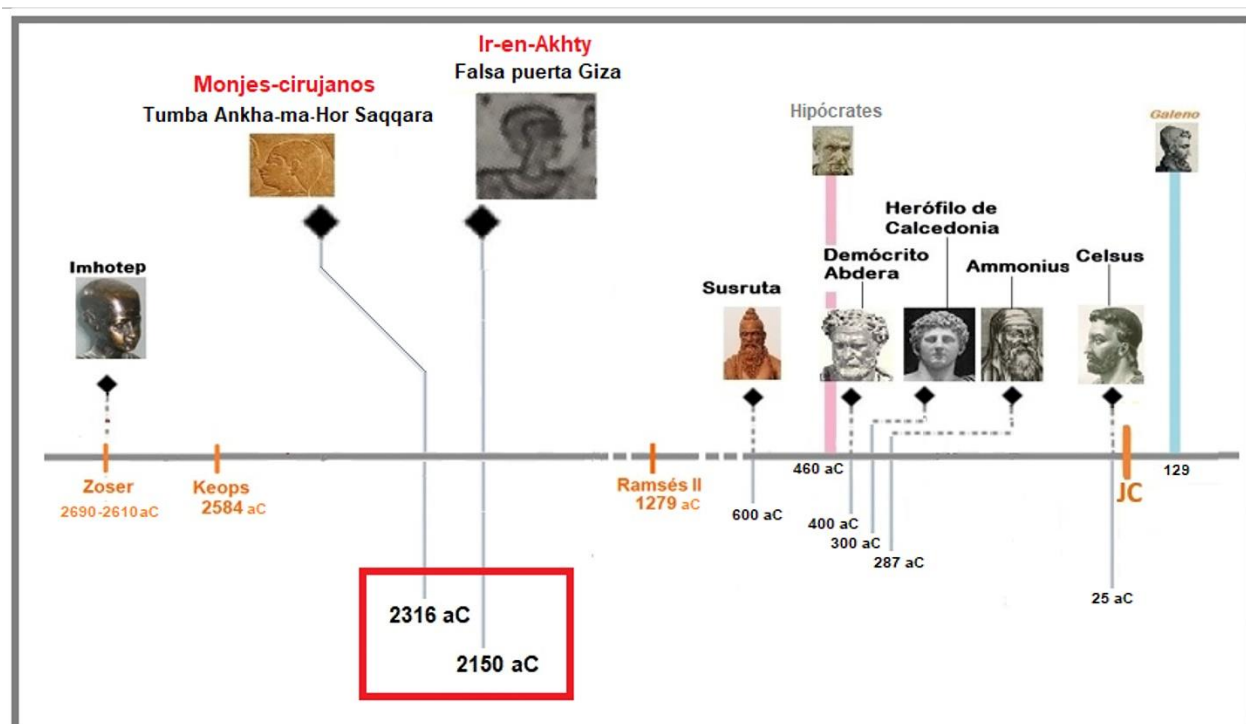 Ir-en-Akhty
Falsa puerta Giza
Monjes-cirujanos
Tumba Ankha-ma-Hor Saqqara
Hipócrates
Galeno
Herófilo de
Calcedonia
Imhotep
Demócrito
Abdera
Ammonius
Celsus
Susruta
Zoser
2690-2610 aC
Keops
2584 aC
Ramsés II
1279 aC
600 aC
460 aC
400 aC
300 aC
287 aC
25 aC
JC
129
2316 aC
2150 aC